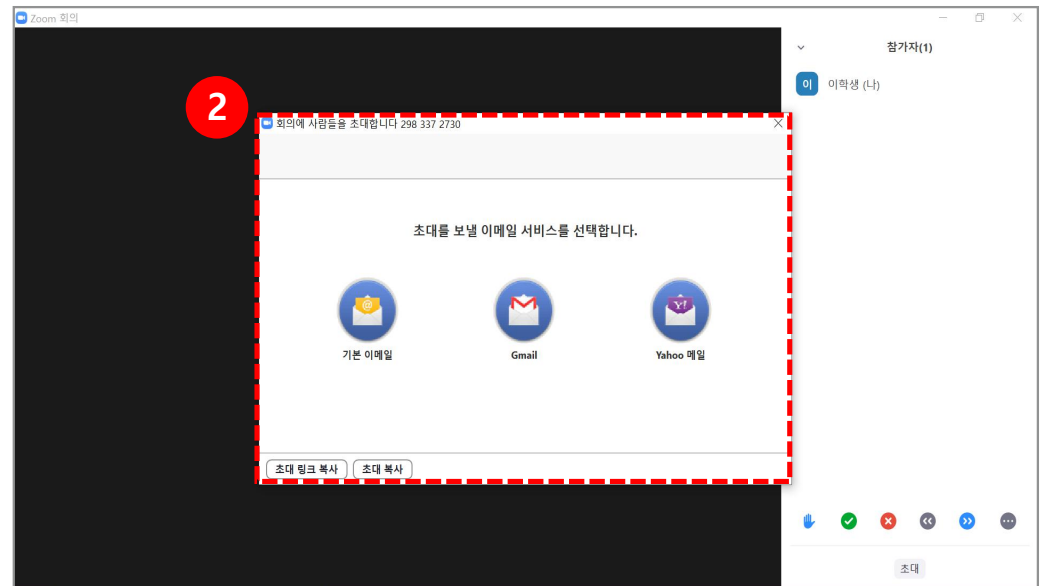 Zoom 회의
참가자(1)
이 이학생 (나)
2
회의에 사람들을 초대합니다 298 337 2730
초대를 보낼 이메일 서비스를 선택합니다.
@
Y!
기본 이메일
Gmail
Yahoo 메일
초대 링크 복사
초대 복사
초대